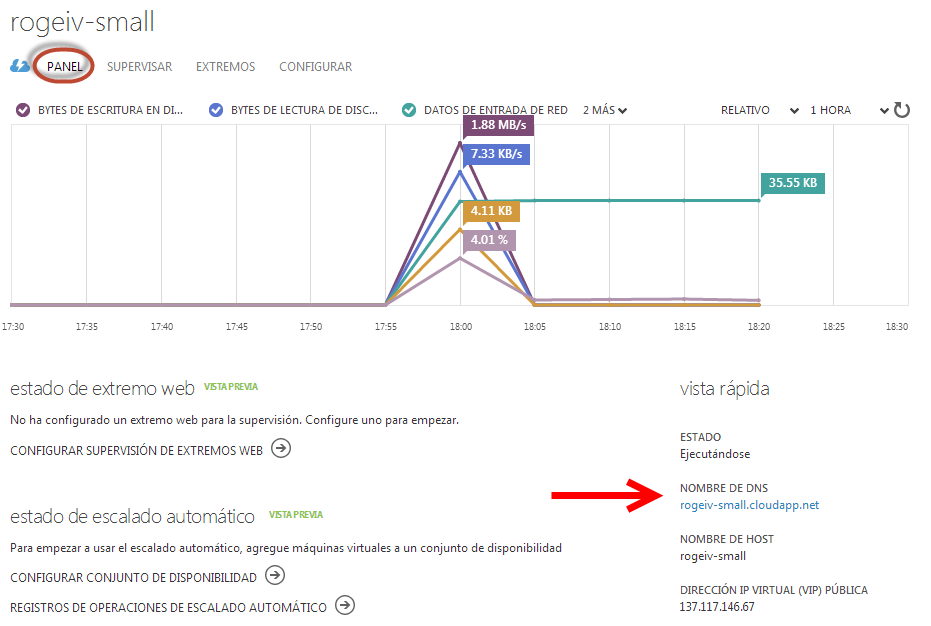 rogeiv-small
PANEL SUPERVISAR EXTREMOS CONFIGURAR
BYTES DE ESCRITURA EN DI... BYTES DE LECTURA DE DISC... DATOS DE ENTRADA DE RED 2 MÁS RELATIVO 1 HORA
1.88 MB/s
7.33 KB/s
35.55 KB
4.11 KB
4.01 %
17:30 17:35 17:40 17:45 17:50 17:55 18:00 18:05 18:10 18:15 18:20 18:25 18:30
estado de extremo web VISTA PREVIA
No ha configurado un extremo web para la supervisión. Configure uno para empezar.
CONFIGURAR SUPERVISIÓN DE EXTREMOS WEB
estado de escalado automático VISTA PREVIA
Para empezar a usar el escalado automático, agregue máquinas virtuales a un conjunto de disponibilidad
CONFIGURAR CONJUNTO DE DISPONIBILIDAD
REGISTROS DE OPERACIONES DE ESCALADO AUTOMÁTICO
vista rápida
ESTADO
Ejecutándose
NOMBRE DE DNS
rogeiv-small.cloudapp.net
NOMBRE DE HOST
rogeiv-small
DIRECCIÓN IP VIRTUAL (VIP) PÚBLICA
137.117.146.67